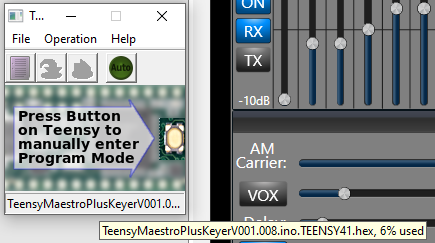 T...
File Operation Help
Auto
Press Button
on Teensy to
manually enter
Program Mode
TeensyMaestroPlusKeyerV001.0...
TeensyMaestroPlusKeyerV001.008.ino.TEENSY41.hex, 6% used
ON
RX
TX
-10dB
AM
Carrier:
VOX
Delay: